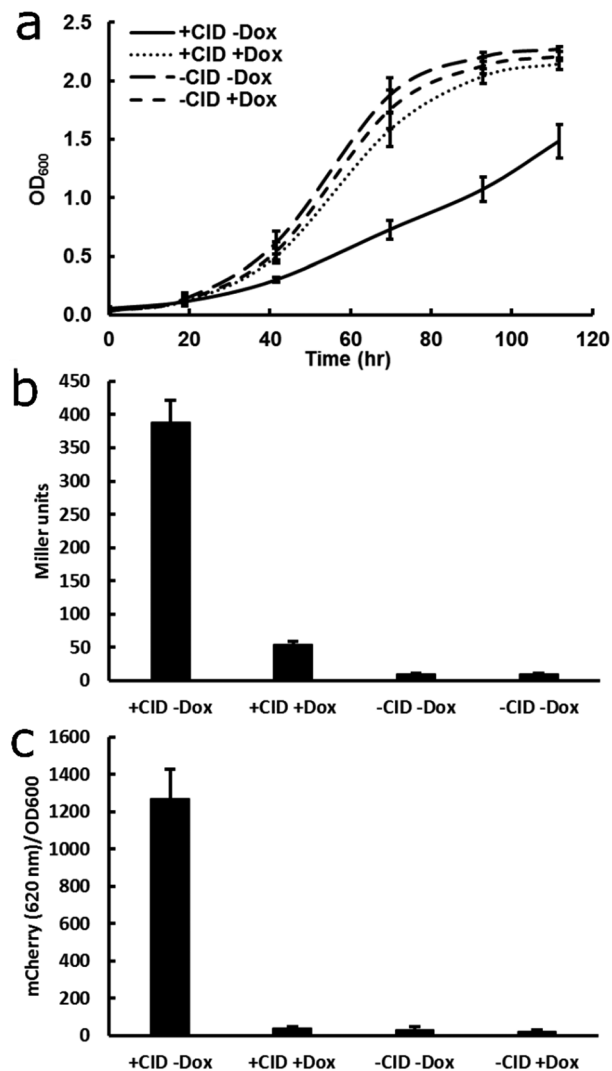 a
+CID -Dox
+CID +Dox
-CID -Dox
-CID +Dox
2.5
2.0
1.5
1.0
0.5
0.0
OD600
0 20 40 60 80 100 120
Time (hr)
b
450
400
350
300
250
200
150
100
50
0
Miller units
+CID -Dox +CID +Dox -CID -Dox -CID -Dox
c
1600
1400
1200
1000
800
600
400
200
0
mCherry (620 nm)/OD600
+CID -Dox +CID +Dox -CID -Dox -CID +Dox